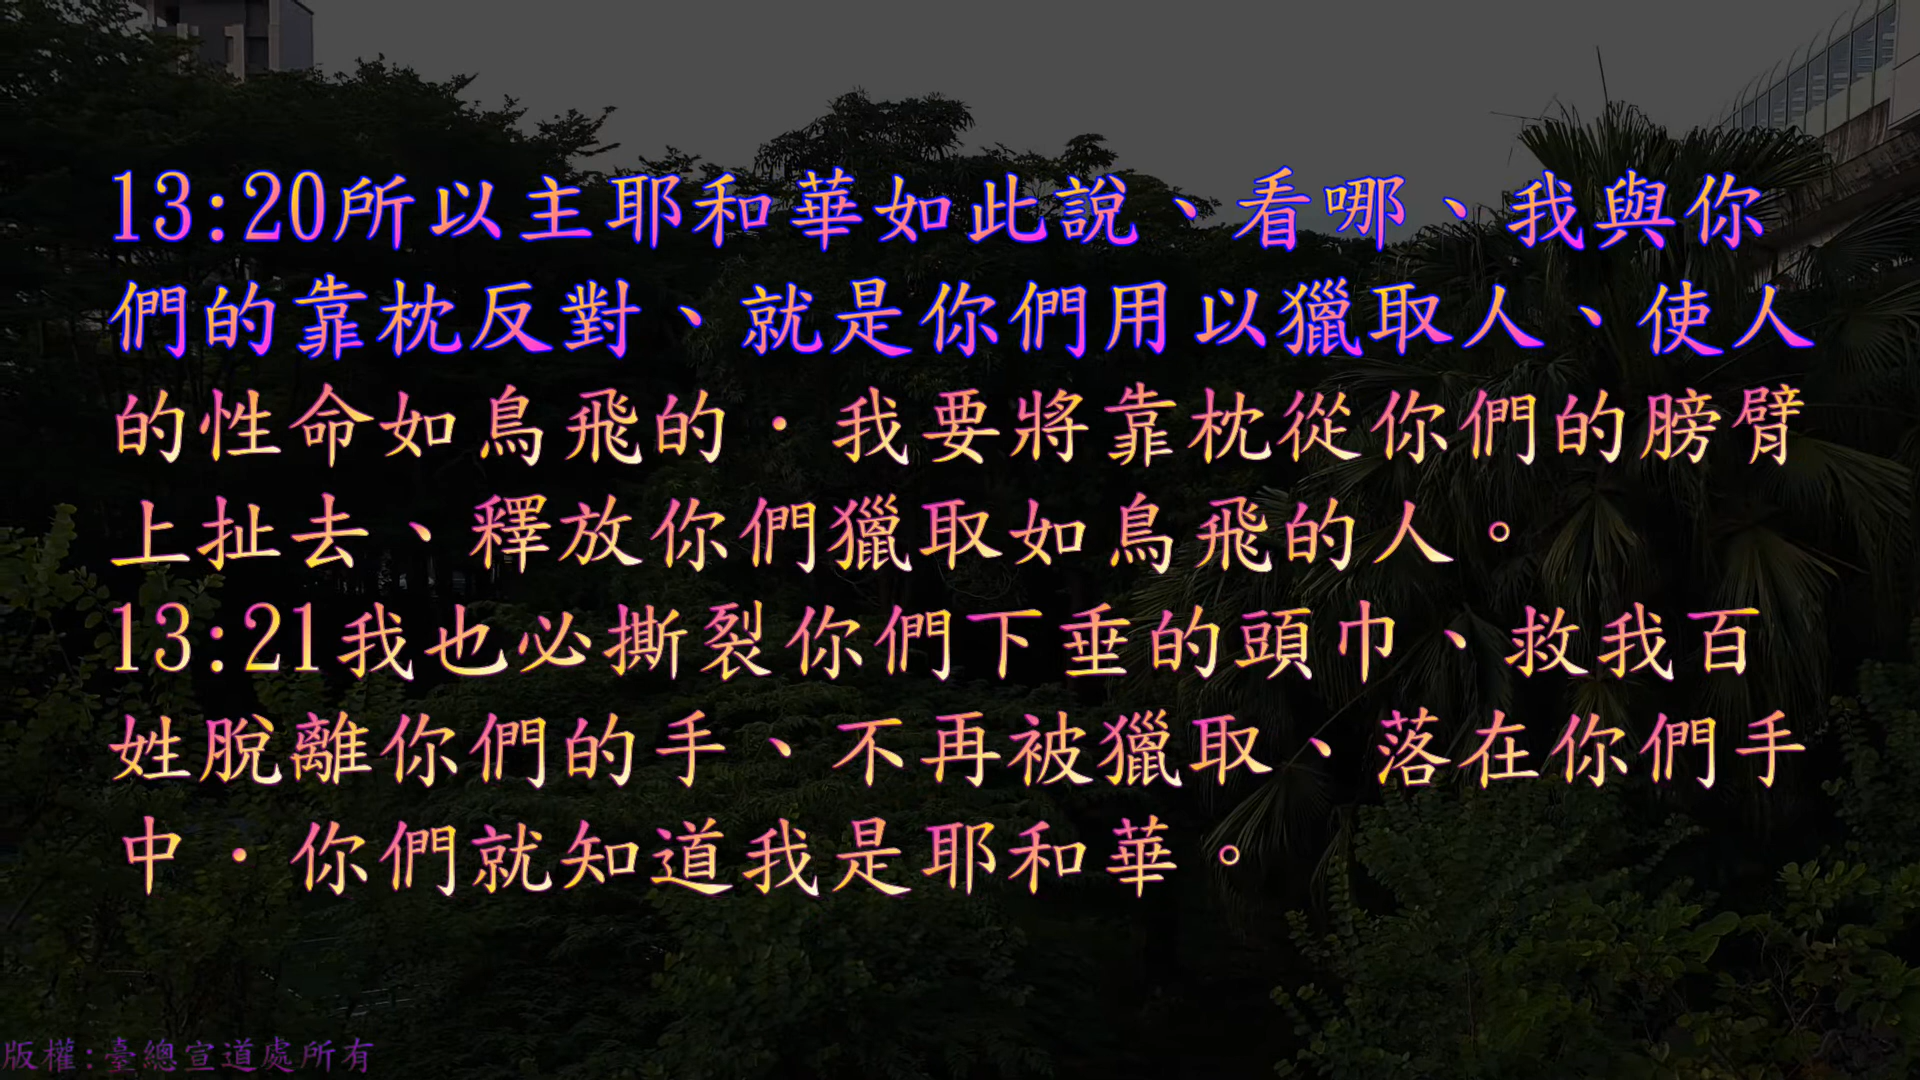 13:20所以主耶和華如此說、看哪、我與你
們的靠枕反對、就是你們用以獵取人、使人
的性命如鳥飛的．我要將靠枕從你們的膀臂
上扯去、釋放你們獵取如鳥飛的人。
13:21我也必撕裂你們下垂的頭巾、救我百
姓脫離你們的手、不再被獵取、落在你們手
中．你們就知道我是耶和華。
版權:臺總宣道處所有